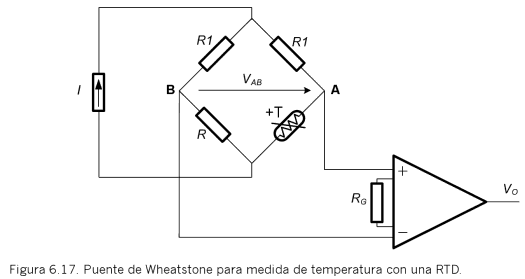 R1
R1
I
B
V_AB
A
R
+T
+
R_G
V_O
−
Figura 6.17. Puente de Wheatstone para medida de temperatura con una RTD.